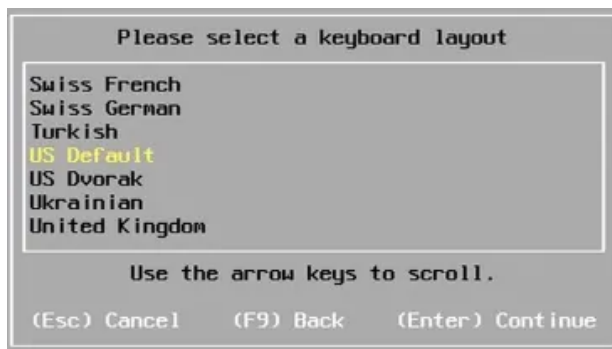 Please select a keyboard layout
Swiss French
Swiss German
Turkish
US Default
US Dvorak
Ukrainian
United Kingdom
Use the arrow keys to scroll.
(Esc) Cancel (F9) Back (Enter) Continue